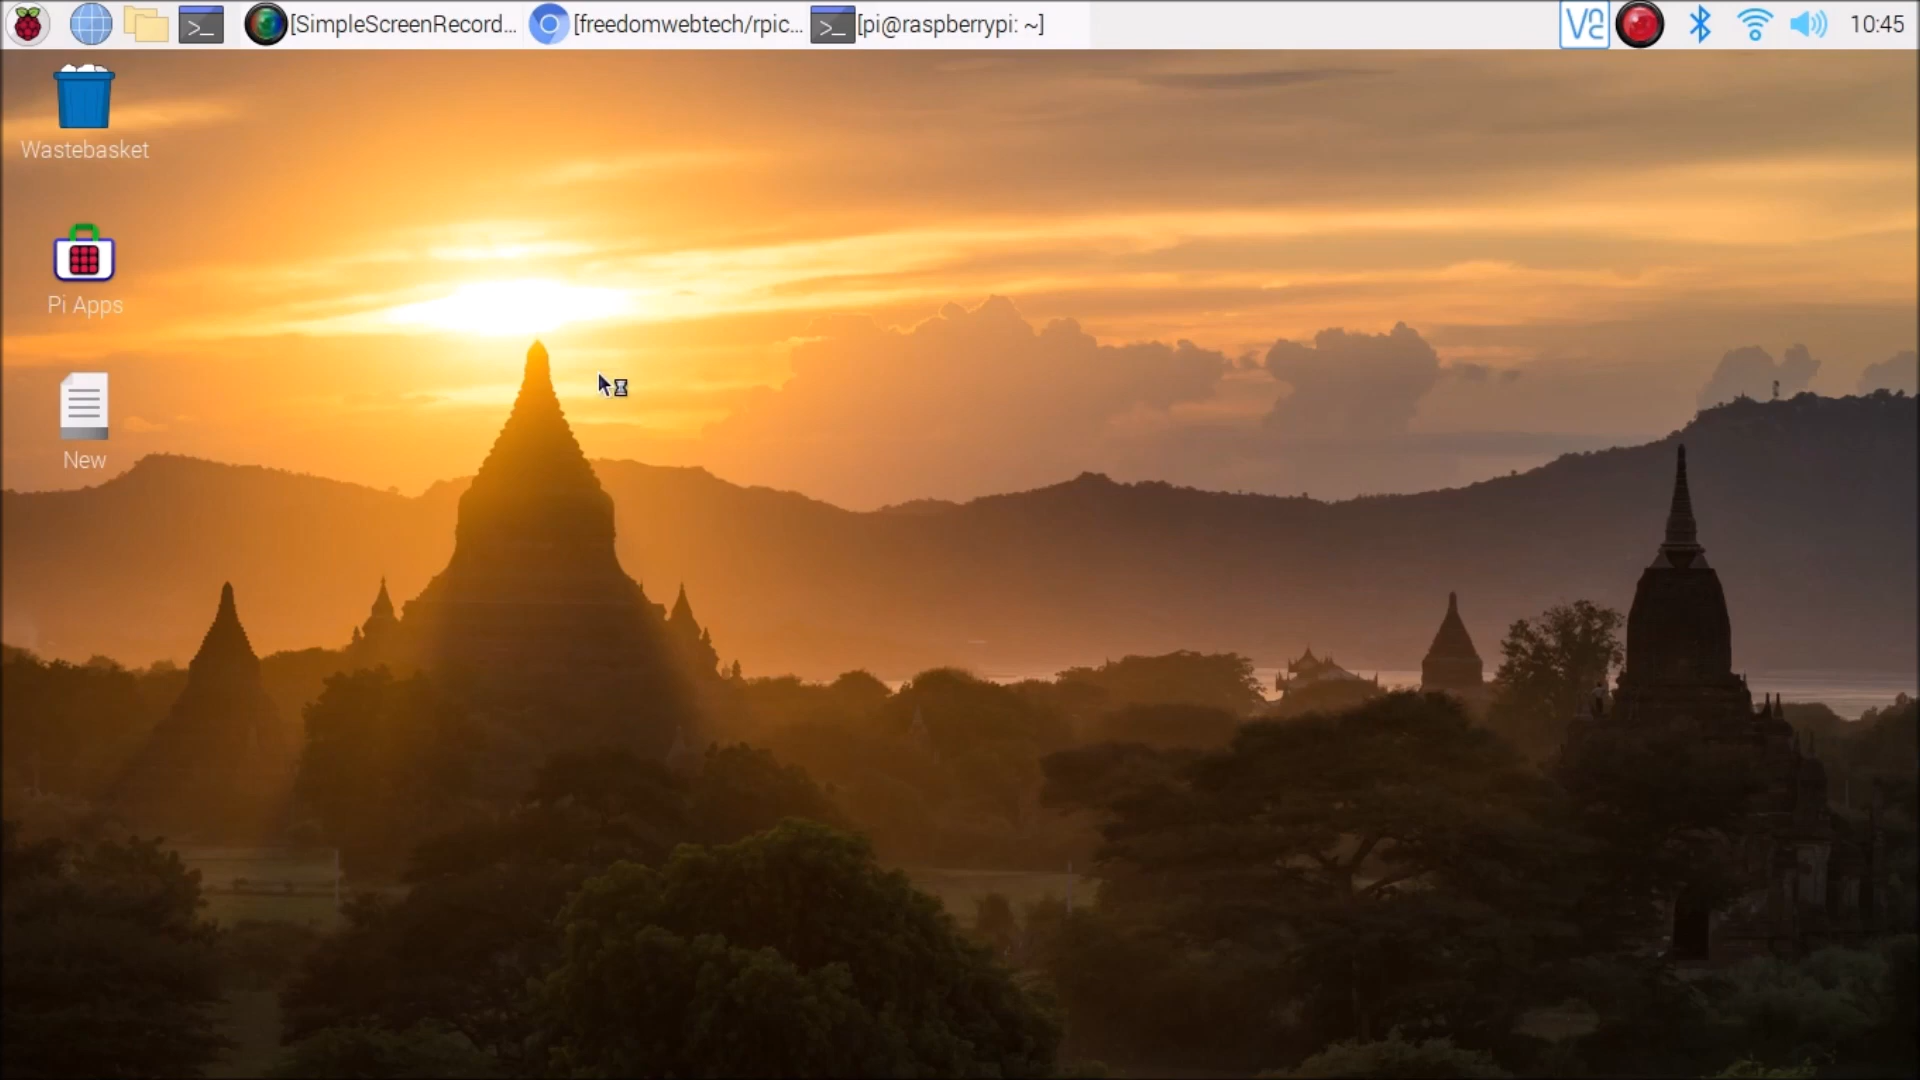 [SimpleScreenRecord... [freedomwebtech/rpic... [pi@raspberrypi: ~] 10:45
Wastebasket
Pi Apps
New